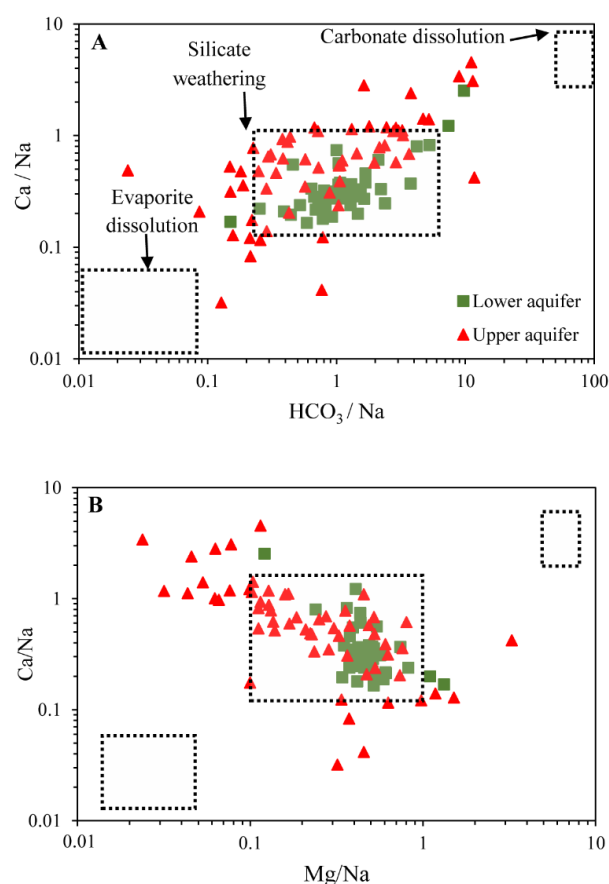 A
Silicate
weathering
Carbonate dissolution
Evaporite
dissolution
Lower aquifer
Upper aquifer
Ca / Na
10
1
0.1
0.01
0.01
0.1
1
10
100
HCO₃ / Na
B
Ca/Na
10
1
0.1
0.01
0.01
0.1
1
10
Mg/Na